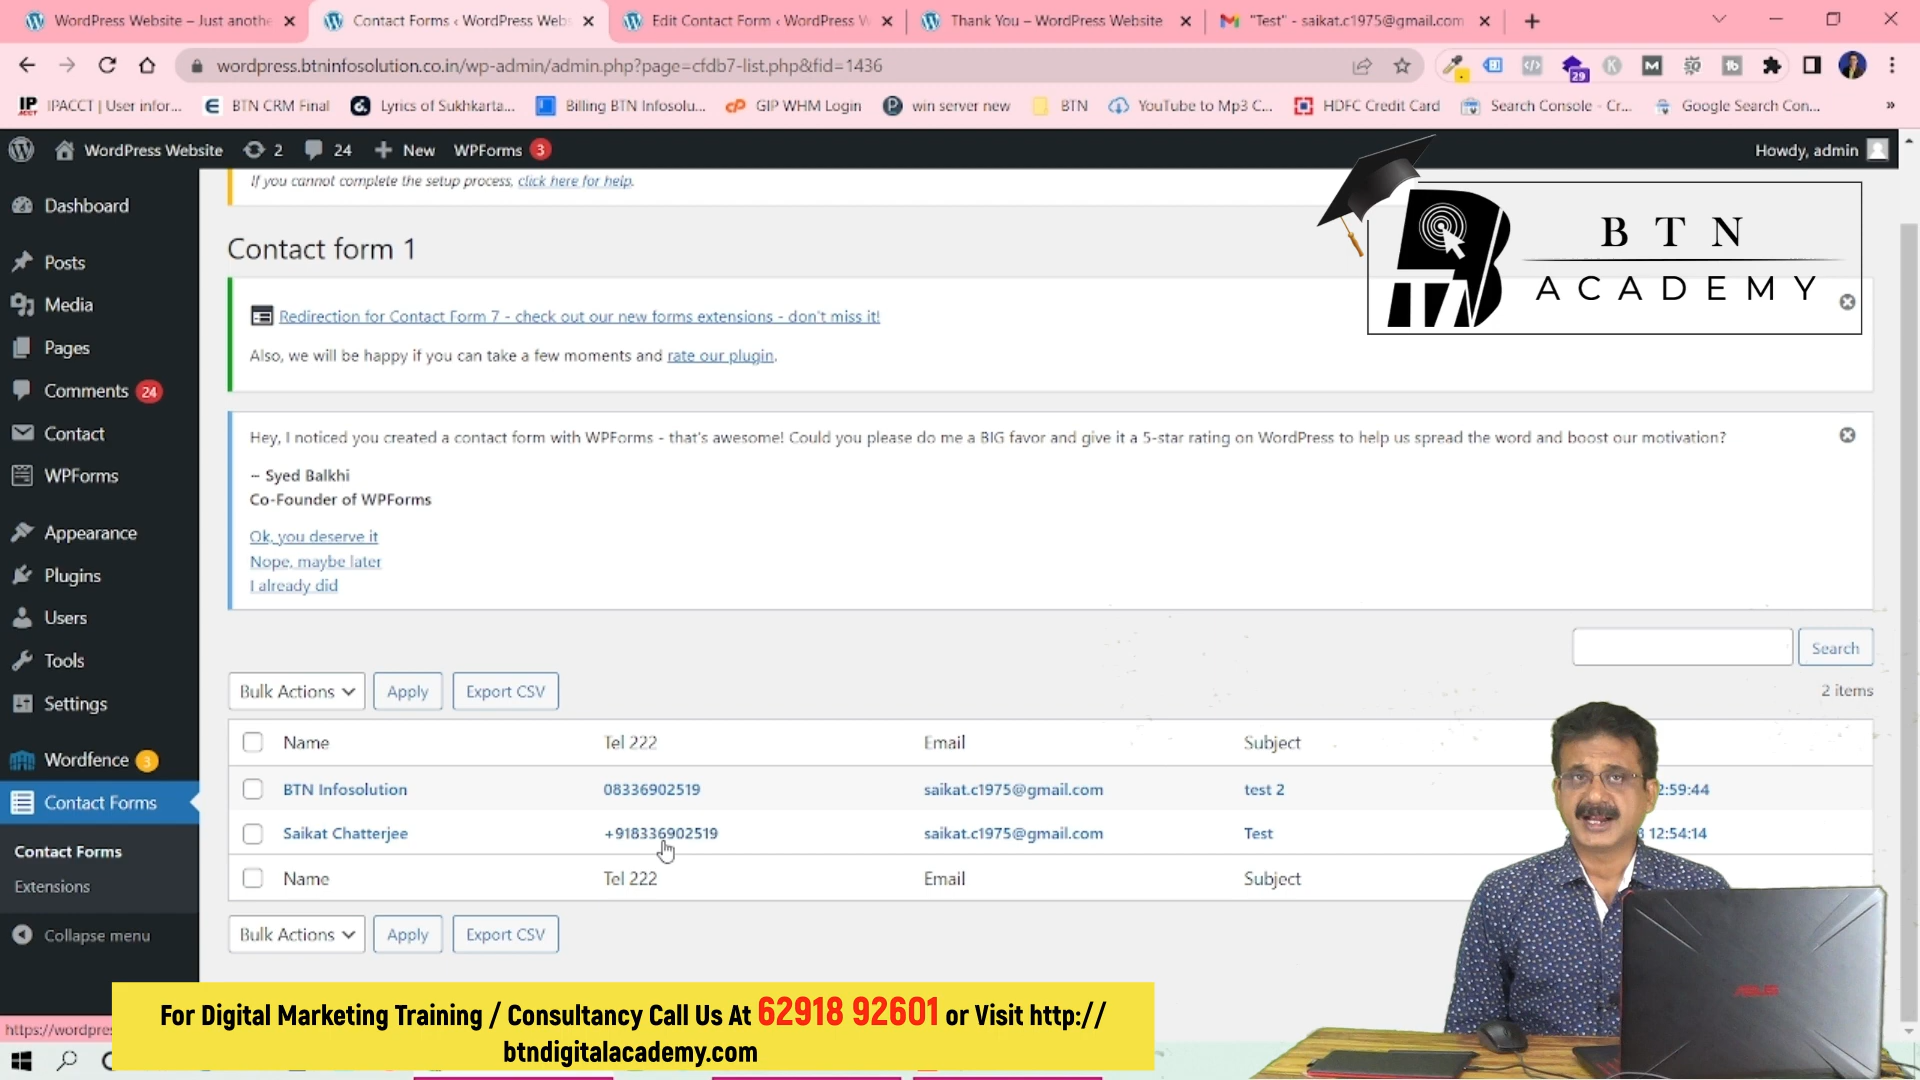 WordPress Website – Just anothe
Contact Forms ‹ WordPress Webs
Edit Contact Form ‹ WordPress W
Thank You – WordPress Website
"Test" - saikat.c1975@gmail.com
wordpress.btninfosolution.co.in/wp-admin/admin.php?page=cfdb7-list.php&fid=1436
29
IPACCT | User infor...
BTN CRM Final
Lyrics of Sukhkarta...
Billing BTN Infosolu...
GIP WHM Login
win server new
BTN
YouTube to Mp3 C...
HDFC Credit Card
Search Console - Cr...
Google Search Con...
WordPress Website
2
24
New
WPForms 3
Howdy, admin
If you cannot complete the setup process, click here for help.
Dashboard
Posts
Media
Pages
Comments 24
Contact
WPForms
Appearance
Plugins
Users
Tools
Settings
Wordfence 3
Contact Forms
Contact Forms
Extensions
Collapse menu
BTN
ACADEMY
Contact form 1
Redirection for Contact Form 7 - check out our new forms extensions - don't miss it!
Also, we will be happy if you can take a few moments and rate our plugin.
Hey, I noticed you created a contact form with WPForms - that's awesome! Could you please do me a BIG favor and give it a 5-star rating on WordPress to help us spread the word and boost our motivation?
~ Syed Balkhi
Co-Founder of WPForms
Ok, you deserve it
Nope, maybe later
I already did
Search
Bulk Actions Apply Export CSV
2 items
Name Tel 222 Email Subject
BTN Infosolution 08336902519 saikat.c1975@gmail.com test 2 2:59:44
Saikat Chatterjee +918336902519 saikat.c1975@gmail.com Test 12:54:14
Name Tel 222 Email Subject
Bulk Actions Apply Export CSV
https://wordpres
For Digital Marketing Training / Consultancy Call Us At 62918 92601 or Visit http://
btndigitalacademy.com
ASUS